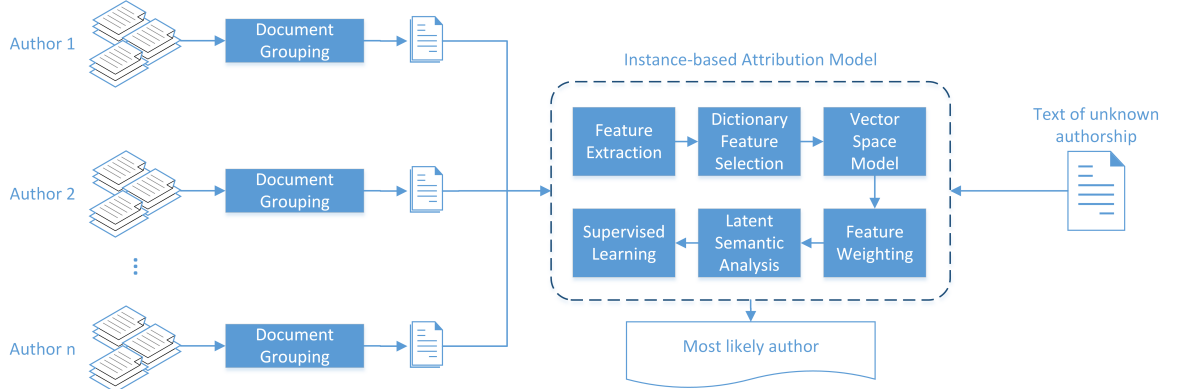 Author 1
Document
Grouping
Author 2
Document
Grouping
...
Author n
Document
Grouping
Instance-based Attribution Model
Feature
Extraction
Dictionary
Feature
Selection
Vector
Space
Model
Feature
Weighting
Latent
Semantic
Analysis
Supervised
Learning
Text of unknown
authorship
Most likely author